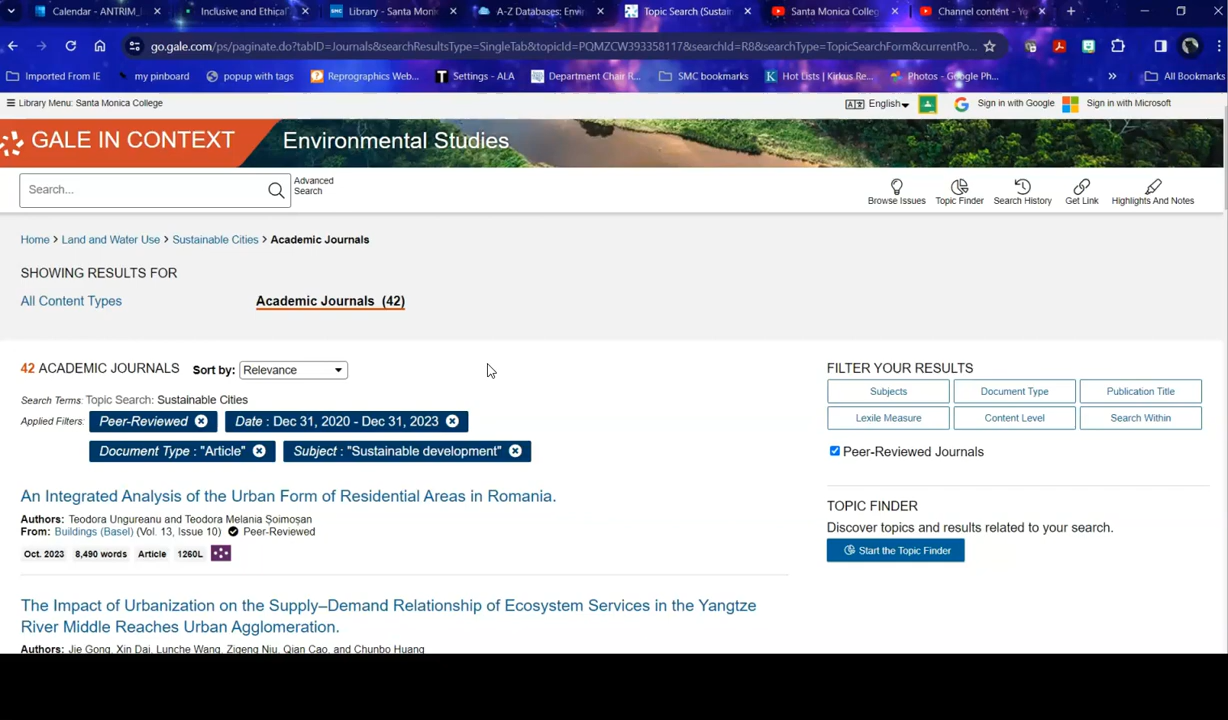 Calendar - ANTRIM_
Inclusive and Ethical
Library - Santa Moni
A-Z Databases: Envi
Topic Search (Sustain
Santa Monica Colleg
Channel content - Yo
go.gale.com/ps/paginate.do?tabID=Journals&searchResultsType=SingleTab&topicId=PQMZCW393358117&searchId=R8&searchType=TopicSearchForm&currentPo...
Imported From IE
my pinboard
popup with tags
Reprographics Web...
Settings - ALA
Department Chair R...
SMC bookmarks
Hot Lists | Kirkus Re...
Photos - Google Ph...
All Bookmarks
Library Menu: Santa Monica College
English
Sign in with Google
Sign in with Microsoft
GALE IN CONTEXT
Environmental Studies
Search...
Advanced
Search
Browse Issues
Topic Finder
Search History
Get Link
Highlights And Notes
Home > Land and Water Use > Sustainable Cities > Academic Journals
SHOWING RESULTS FOR
All Content Types
Academic Journals (42)
42 ACADEMIC JOURNALS
Sort by:
Relevance
Search Terms: Topic Search: Sustainable Cities
Applied Filters:
Peer-Reviewed
Date : Dec 31, 2020 - Dec 31, 2023
Document Type : "Article"
Subject : "Sustainable development"
An Integrated Analysis of the Urban Form of Residential Areas in Romania.
Authors: Teodora Ungureanu and Teodora Melania Șoimoșan
From: Buildings (Basel) (Vol. 13, Issue 10) Peer-Reviewed
Oct. 2023
8,490 words
Article
1260L
The Impact of Urbanization on the Supply–Demand Relationship of Ecosystem Services in the Yangtze
River Middle Reaches Urban Agglomeration.
Authors: Jie Gong, Xin Dai, Lunche Wang, Zigeng Niu, Qian Cao, and Chunbo Huang
FILTER YOUR RESULTS
Subjects
Document Type
Publication Title
Lexile Measure
Content Level
Search Within
Peer-Reviewed Journals
TOPIC FINDER
Discover topics and results related to your search.
Start the Topic Finder